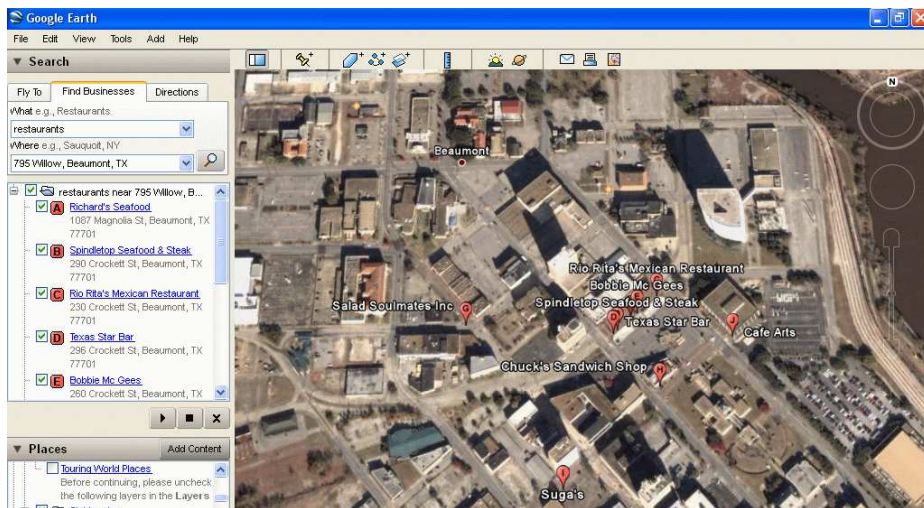 Google Earth
File Edit View Tools Add Help
Search
Fly To Find Businesses Directions
What e.g., Restaurants
restaurants
Where e.g., Sauquoit, NY
795 Willow, Beaumont, TX
restaurants near 795 Willow, B...
A Richard's Seafood
1087 Magnolia St, Beaumont, TX
77701
B Spindletop Seafood & Steak
290 Crockett St, Beaumont, TX
77701
C Rio Rita's Mexican Restaurant
230 Crockett St, Beaumont, TX
77701
D Texas Star Bar
296 Crockett St, Beaumont, TX
77701
E Bobbie Mc Gees
260 Crockett St, Beaumont, TX
Places Add Content
Touring World Places
Before continuing, please uncheck
the following layers in the Layers
N
Beaumont
Rio Rita's Mexican Restaurant
Bobbie Mc Gees
Spindletop Seafood & Steak
Salad Soulmates Inc G
D Texas Star Bar
J Cafe Arts
Chuck's Sandwich Shop H
I
Suga's